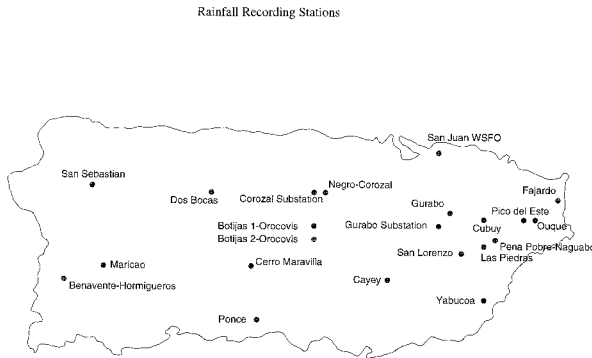 Rainfall Recording Stations
San Juan WSFO
San Sebastian
Negro-Corozal
Fajardo
Dos Bocas
Corozal Substation
Gurabo
Pico del Este
Botijas 1-Orocovis
Gurabo Substation
Cubuy
Ouque
Botijas 2-Orocovis
Pena Pobre-Naguabo
San Lorenzo
Las Piedras
Maricao
Cerro Maravilla
Benavente-Hormigueros
Cayey
Yabucoa
Ponce